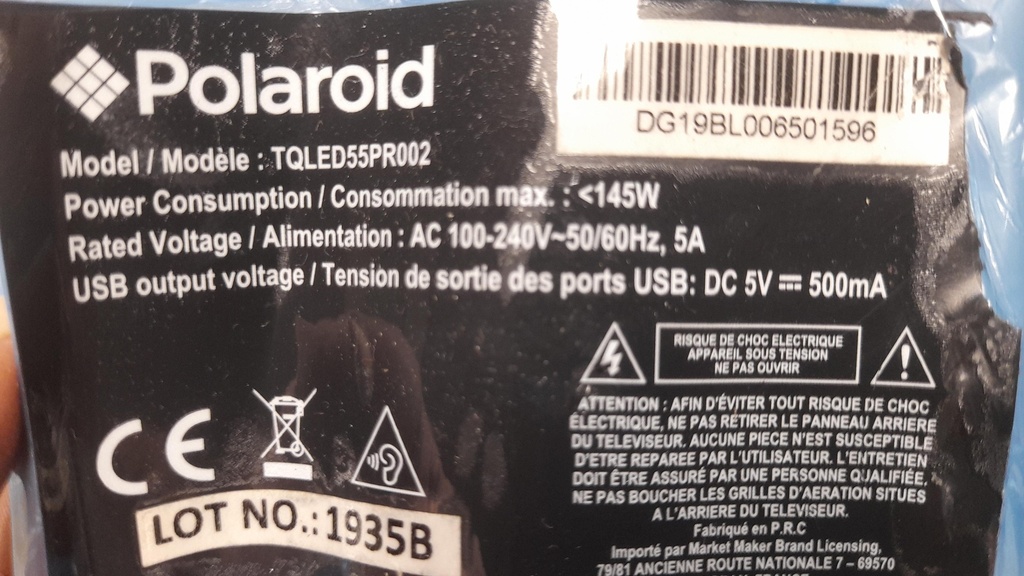 Polaroid
DG19BL006501596
Model / Modèle : TQLED55PR002
Power Consumption / Consommation max. : <145W
Rated Voltage / Alimentation : AC 100-240V~50/60Hz, 5A
USB output voltage / Tension de sortie des ports USB: DC 5V ⎓ 500mA
RISQUE DE CHOC ELECTRIQUE
APPAREIL SOUS TENSION
NE PAS OUVRIR
CE
LOT NO.: 1935B
ATTENTION : AFIN D'ÉVITER TOUT RISQUE DE CHOC
ÉLECTRIQUE, NE PAS RETIRER LE PANNEAU ARRIERE
DU TELEVISEUR. AUCUNE PIECE N'EST SUSCEPTIBLE
D'ETRE REPAREE PAR L'UTILISATEUR. L'ENTRETIEN
DOIT ÊTRE ASSURÉ PAR UNE PERSONNE QUALIFIÉE.
NE PAS BOUCHER LES GRILLES D'AERATION SITUES
A L'ARRIERE DU TELEVISEUR.
Fabriqué en P.R.C
Importé par Market Maker Brand Licensing,
79/81 ANCIENNE ROUTE NATIONALE 7 – 69570
FRANCE